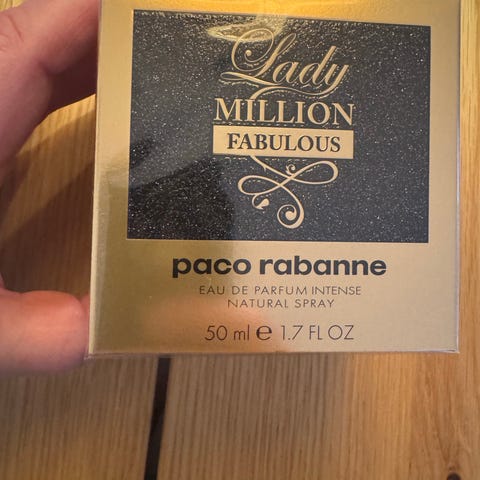 Lady
MILLION
FABULOUS
paco rabanne
EAU DE PARFUM INTENSE
NATURAL SPRAY
50 ml ℮ 1.7 FL OZ